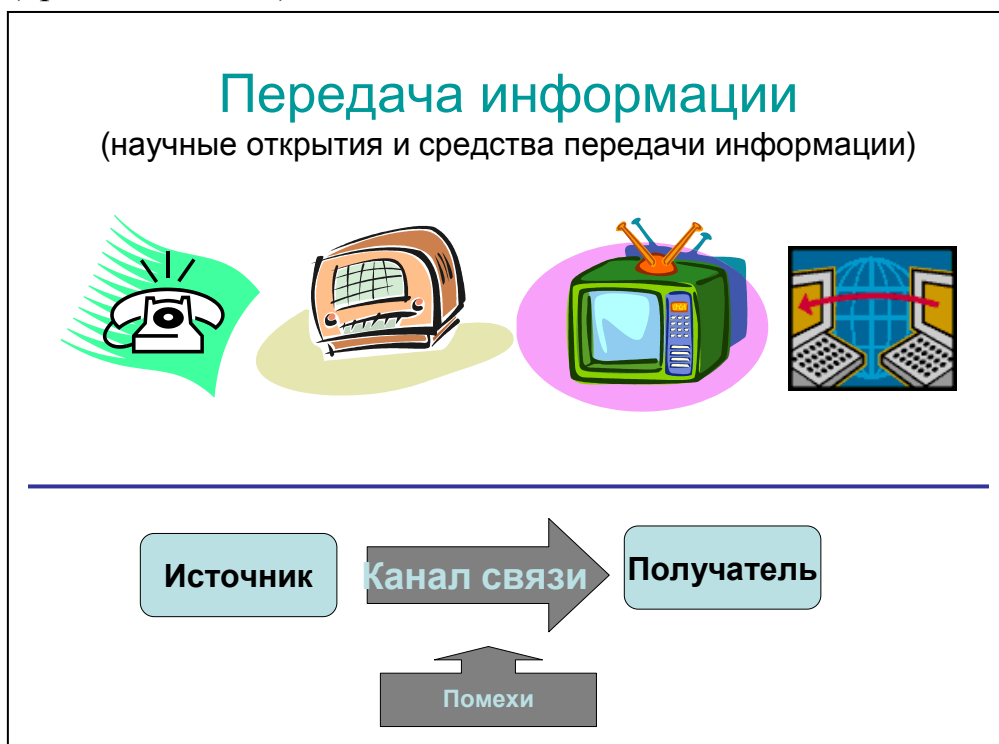 Передача информации
(научные открытия и средства передачи информации)
Источник
Канал связи
Получатель
Помехи